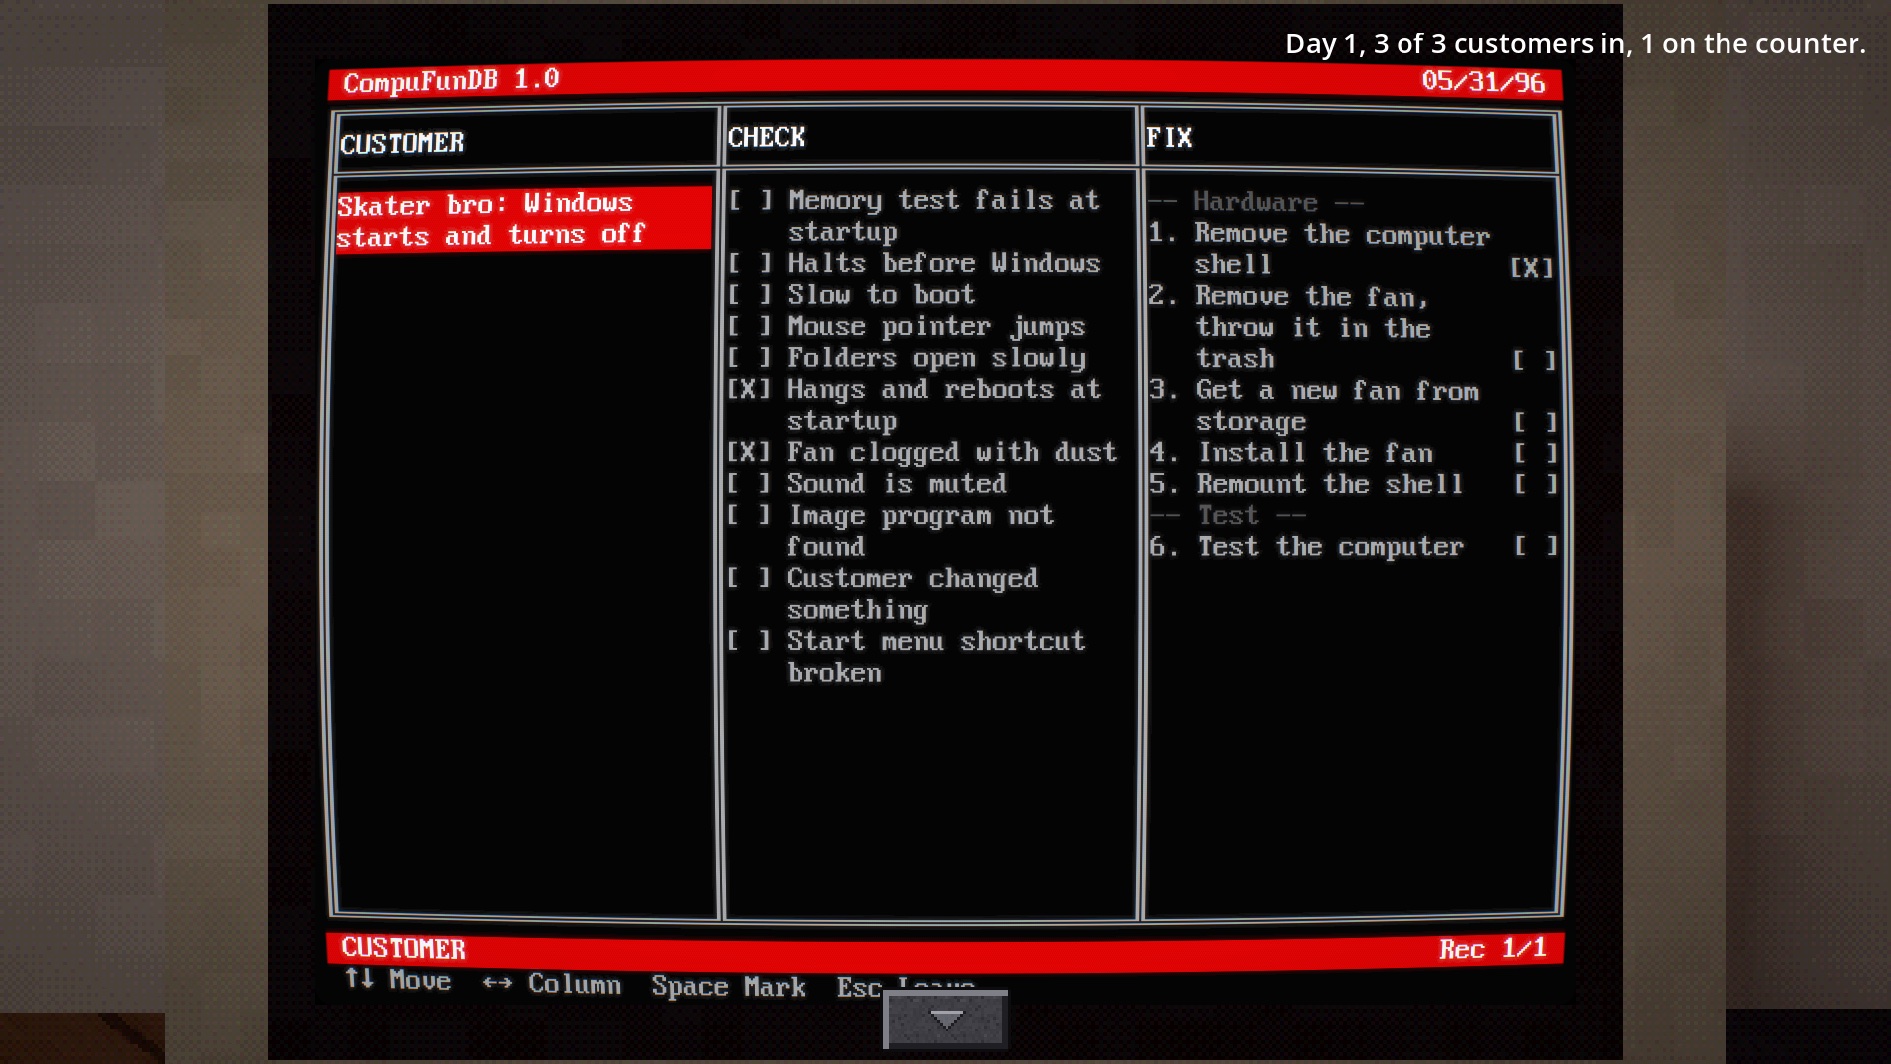 Day 1, 3 of 3 customers in, 1 on the counter.
CompuFunDB 1.0 05/31/96
CUSTOMER
Skater bro: Windows
starts and turns off
CHECK
[ ] Memory test fails at
startup
[ ] Halts before Windows
[ ] Slow to boot
[ ] Mouse pointer jumps
[ ] Folders open slowly
[X] Hangs and reboots at
startup
[X] Fan clogged with dust
[ ] Sound is muted
[ ] Image program not
found
[ ] Customer changed
something
[ ] Start menu shortcut
broken
FIX
-- Hardware --
1. Remove the computer
shell [X]
2. Remove the fan,
throw it in the
trash [ ]
3. Get a new fan from
storage [ ]
4. Install the fan [ ]
5. Remount the shell [ ]
-- Test --
6. Test the computer [ ]
CUSTOMER Rec 1/1
↑↓ Move ↔ Column Space Mark Esc